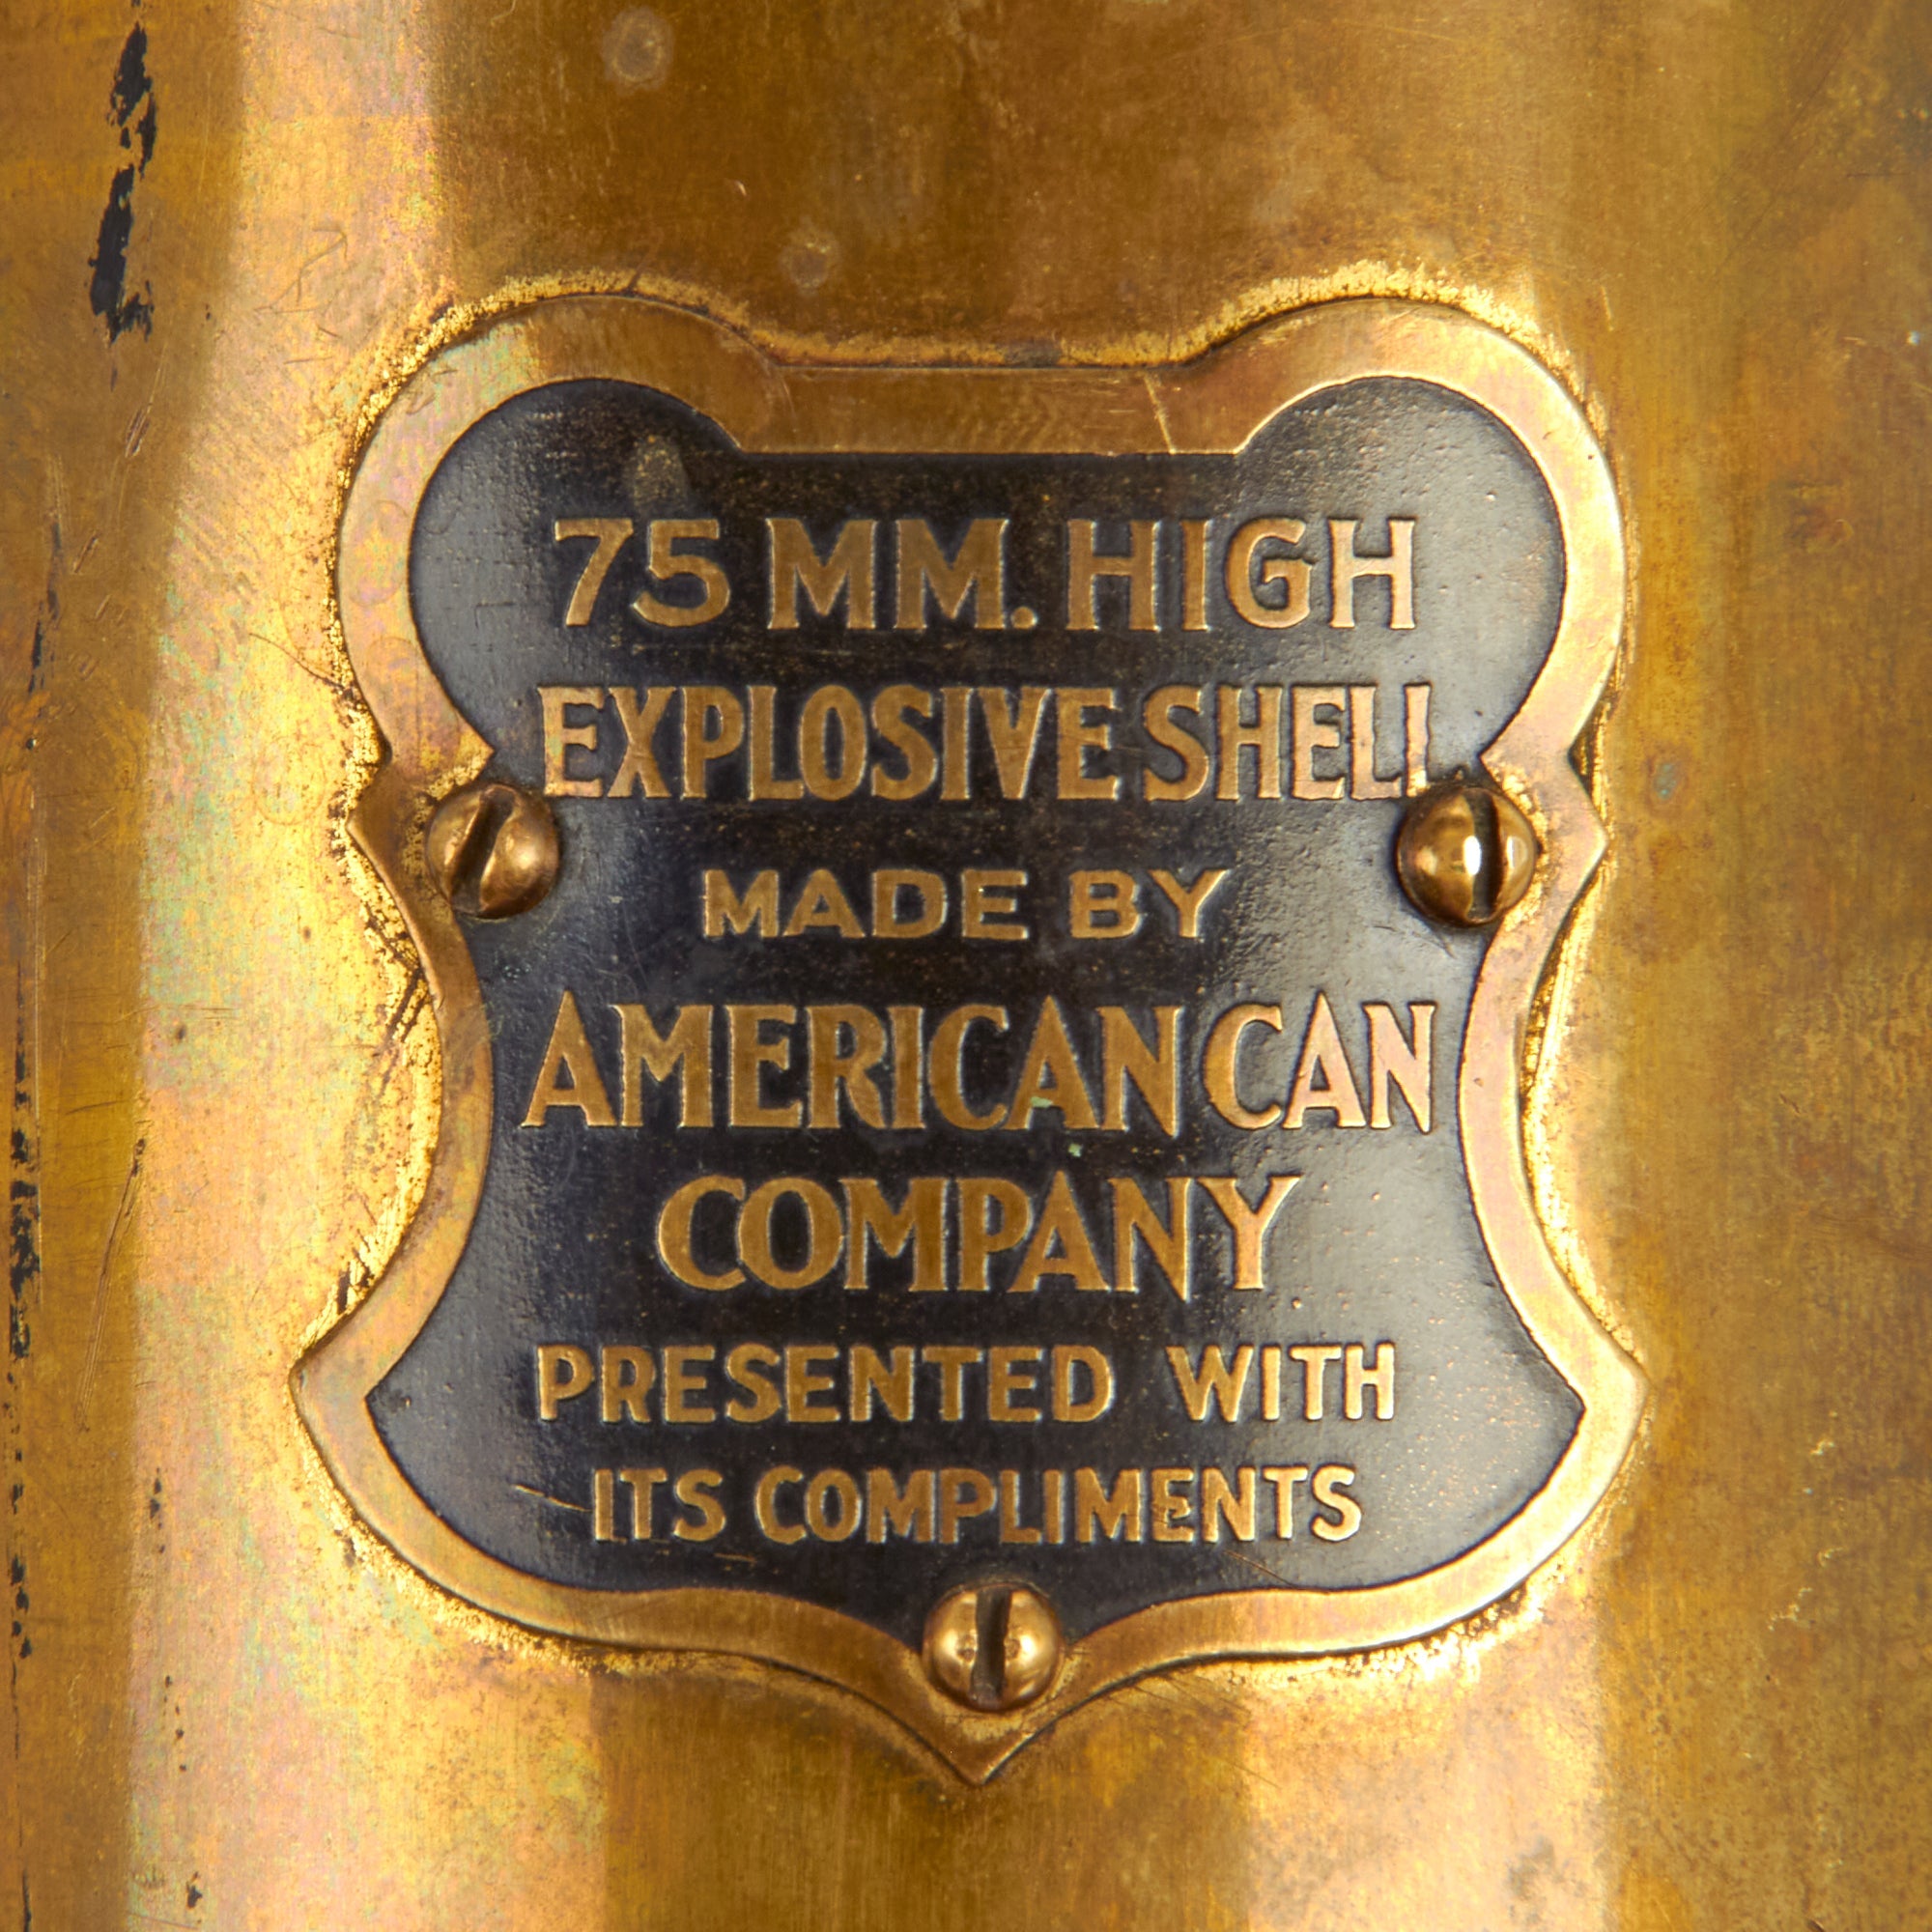 75 MM. HIGH
EXPLOSIVE SHELL
MADE BY
AMERICAN CAN
COMPANY
PRESENTED WITH
ITS COMPLIMENTS